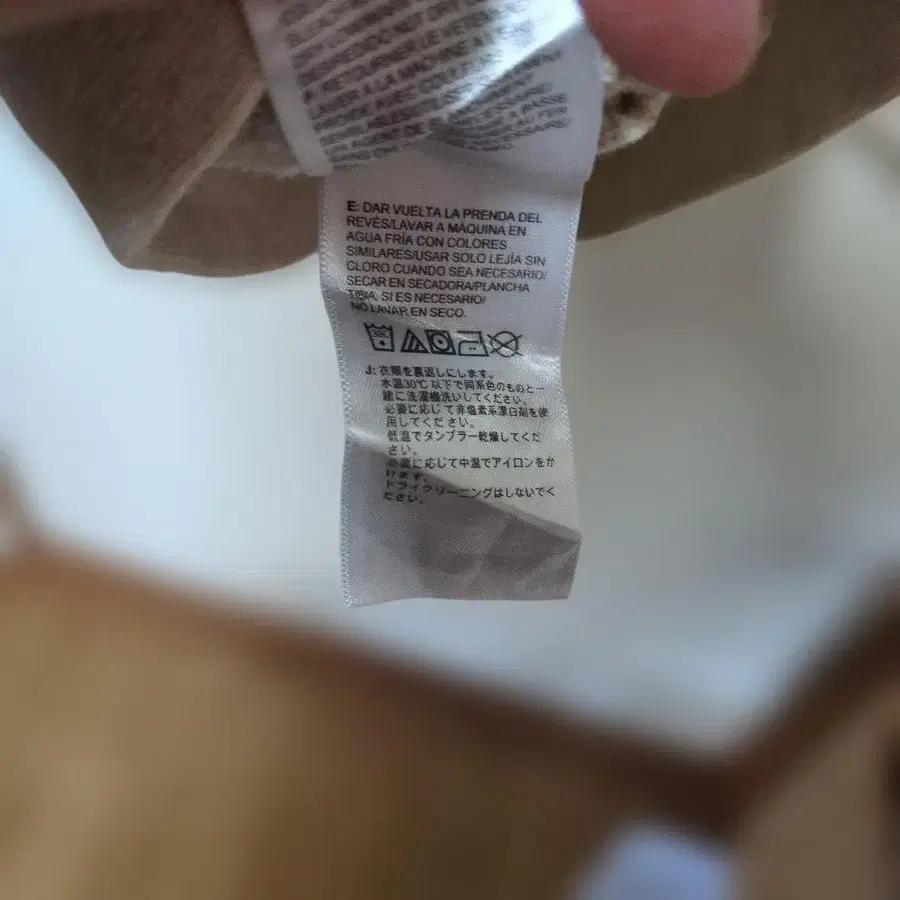 RETOURNER LE VETEMENT
LAVER A LA MACHINE A
E: DAR VUELTA LA PRENDA DEL
REVÉS/LAVAR A MÁQUINA EN
AGUA FRÍA CON COLORES
SIMILARES/USAR SOLO LEJÍA SIN
CLORO CUANDO SEA NECESARIO/
SECAR EN SECADORA/PLANCHA
TIBIA, SI ES NECESARIO/
NO LAVAR EN SECO.
30C
J: 衣類を裏返しにします。
水温30℃ 以下で同系色のものと一
緒に洗濯機洗いしてください。
必要に応じて非塩素系漂白剤を使
用してください。
低温でタンブラー乾燥してくだ
さい。
必要に応じて中温でアイロンをか
けます。
ドライクリーニングはしないでく
ださい。